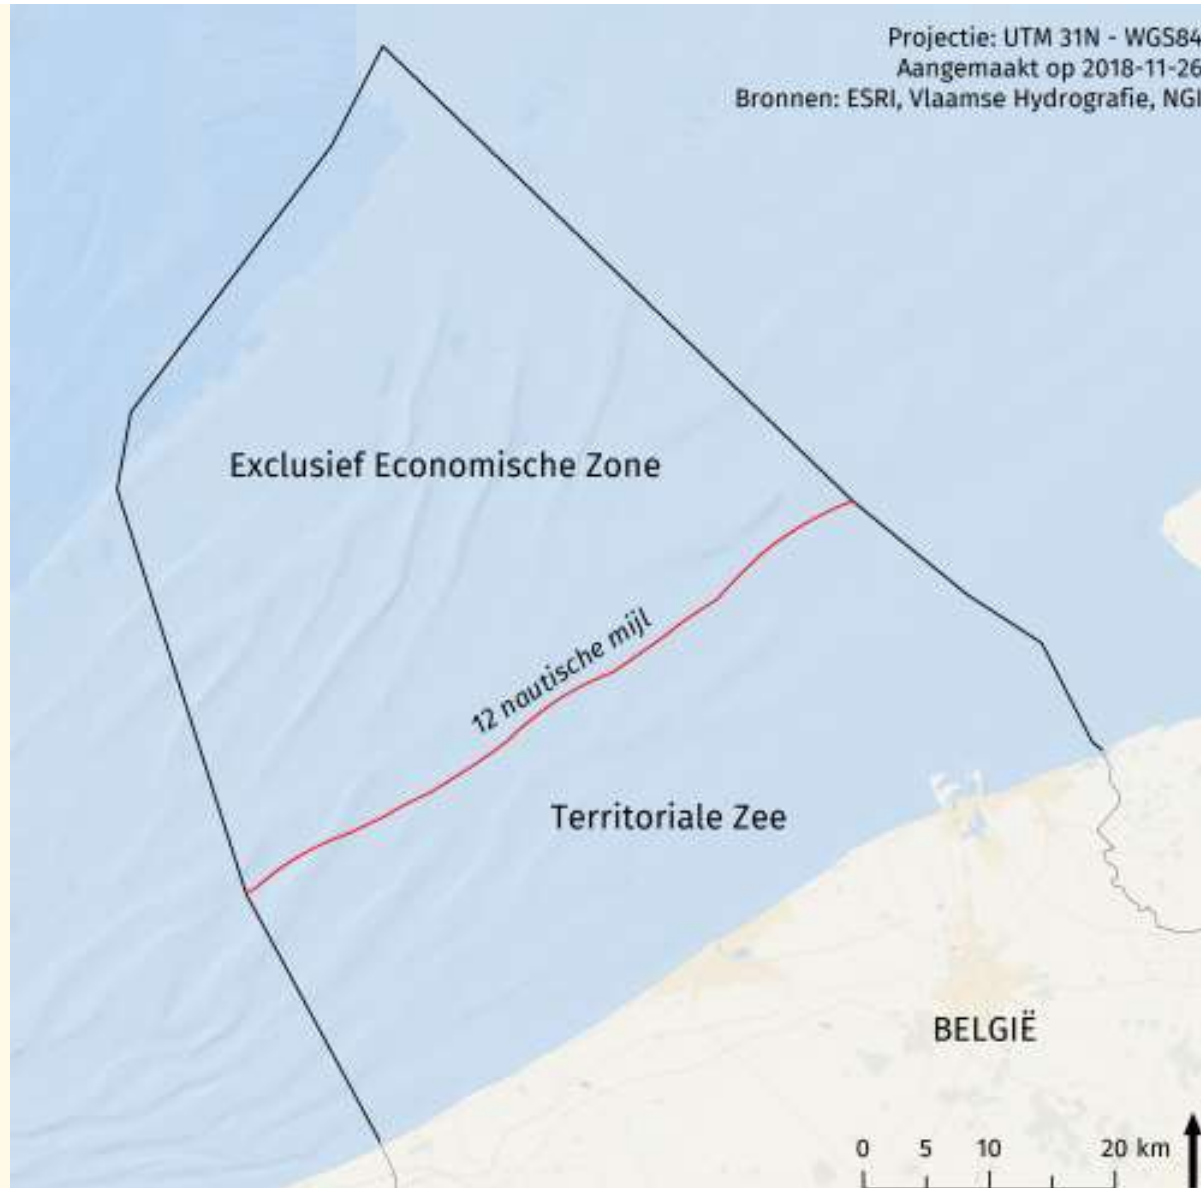 Projectie: UTM 31N - WGS84
Aangemaakt op 2018-11-26
Bronnen: ESRI, Vlaamse Hydrografie, NGI
Exclusief Economische Zone
12 nautische mijl
Territoriale Zee
BELGIË
0 5 10 20 km